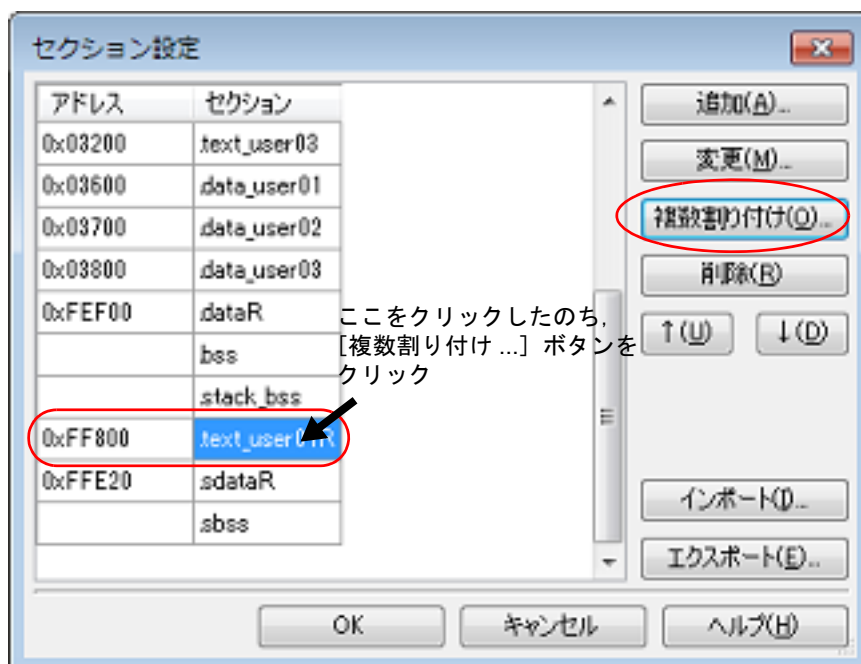 セクション設定
アドレス セクション
0x03200 .text_user03
0x03600 .data_user01
0x03700 .data_user02
0x03800 .data_user03
0xFEF00 .dataR
.bss
.stack_bss
0xFF800 .text_user01R
0xFFE20 .sdataR
.sbss
ここをクリックしたのち,
[複数割り付け ...] ボタンを
クリック
追加(A)...
変更(M)...
複数割り付け(O)...
削除(R)
↑(U) ↓(D)
インポート(I)...
エクスポート(E)...
OK キャンセル ヘルプ(H)